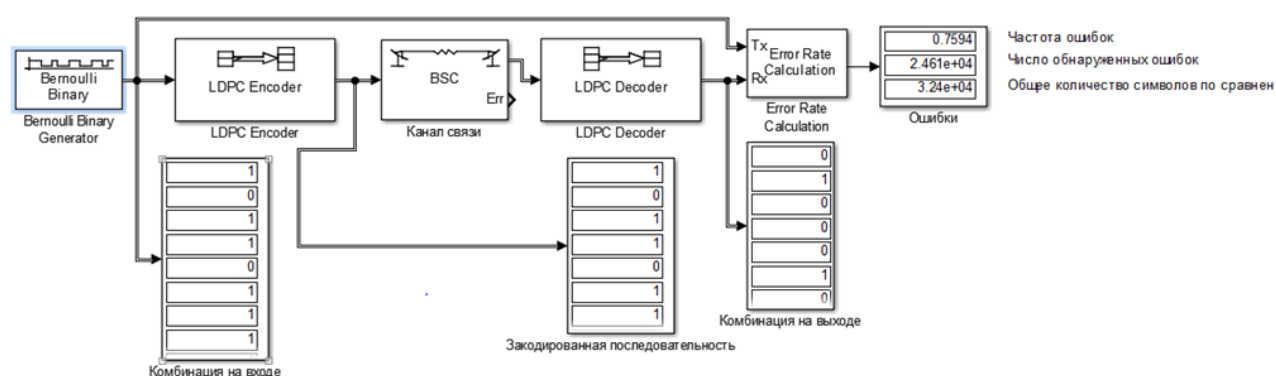 Bernoulli
Binary
Bernoulli Binary
Generator
LDPC Encoder
LDPC Encoder
BSC
Err
Канал связи
LDPC Decoder
LDPC Decoder
Tx
Rx
Error Rate
Calculation
Error Rate
Calculation
0.7594
2.461e+04
3.24e+04
Ошибки
Частота ошибок
Число обнаруженных ошибок
Общее количество символов по сравнен
1
0
1
1
0
1
1
1
Комбинация на входе
1
0
1
1
0
1
1
Закодированная последовательность
0
1
0
0
0
1
0
Комбинация на выходе